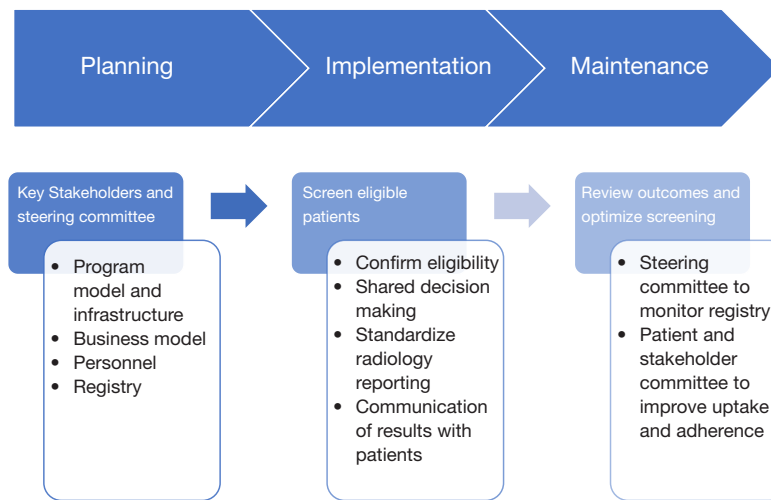 Planning
Implementation
Maintenance
Key Stakeholders and
steering committee
• Program
model and
infrastructure
• Business model
• Personnel
• Registry
Screen eligible
patients
• Confirm eligibility
• Shared decision
making
• Standardize
radiology
reporting
• Communication
of results with
patients
Review outcomes and
optimize screening
• Steering
committee to
monitor registry
• Patient and
stakeholder
committee to
improve uptake
and adherence